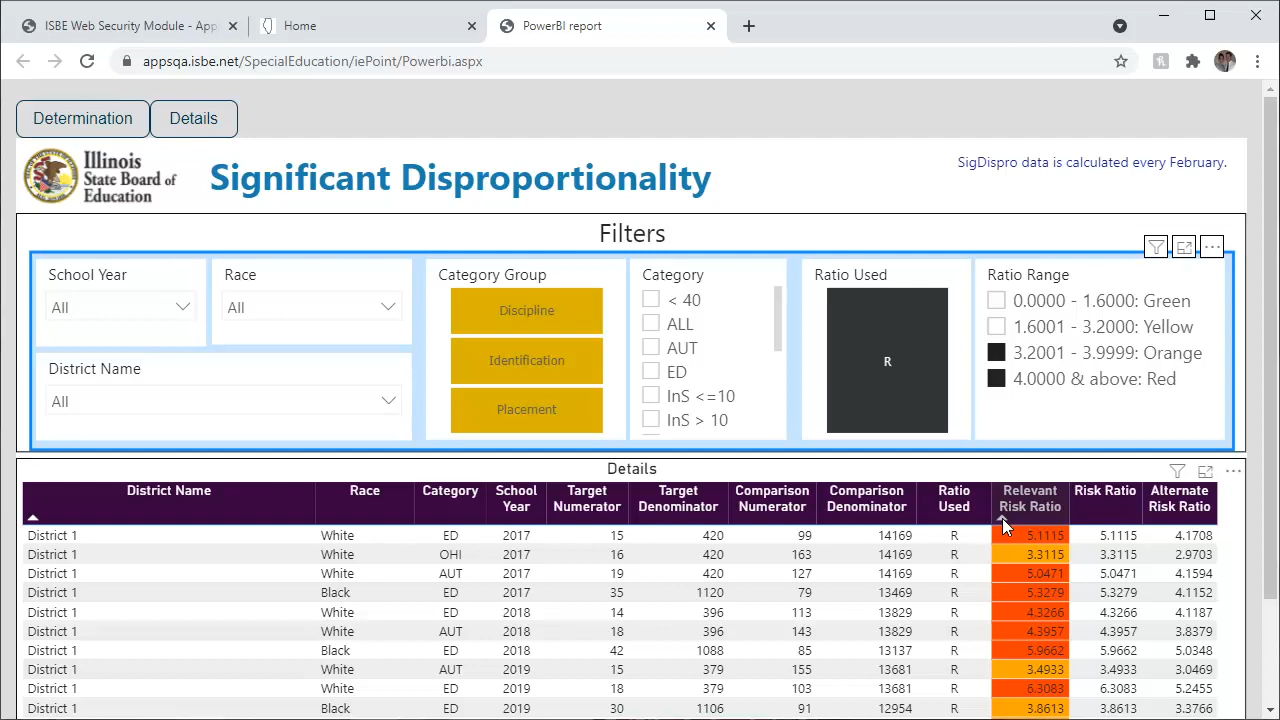 ISBE Web Security Module - App
Home
PowerBI report
appsqa.isbe.net/SpecialEducation/iePoint/Powerbi.aspx
Determination
Details
Illinois
State Board of
Education
Significant Disproportionality
SigDispro data is calculated every February.
Filters
School Year
All
Race
All
District Name
All
Category Group
Discipline
Identification
Placement
Category
< 40
ALL
AUT
ED
InS <=10
InS > 10
Ratio Used
R
Ratio Range
0.0000 - 1.6000: Green
1.6001 - 3.2000: Yellow
3.2001 - 3.9999: Orange
4.0000 & above: Red
Details
District Name Race Category School Year Target Numerator Target Denominator Comparison Numerator Comparison Denominator Ratio Used Relevant Risk Ratio Risk Ratio Alternate Risk Ratio
District 1 White ED 2017 15 420 99 14169 R 5.1115 5.1115 4.1708
District 1 White OHI 2017 16 420 163 14169 R 3.3115 3.3115 2.9703
District 1 White AUT 2017 19 420 127 14169 R 5.0471 5.0471 4.1594
District 1 Black ED 2017 35 1120 79 13469 R 5.3279 5.3279 4.1152
District 1 White ED 2018 14 396 113 13829 R 4.3266 4.3266 4.1187
District 1 White AUT 2018 18 396 143 13829 R 4.3957 4.3957 3.8379
District 1 Black ED 2018 42 1088 85 13137 R 5.9662 5.9662 5.0348
District 1 White AUT 2019 15 379 155 13681 R 3.4933 3.4933 3.0469
District 1 White ED 2019 18 379 103 13681 R 6.3083 6.3083 5.2455
District 1 Black ED 2019 30 1106 91 12954 R 3.8613 3.8613 3.3766